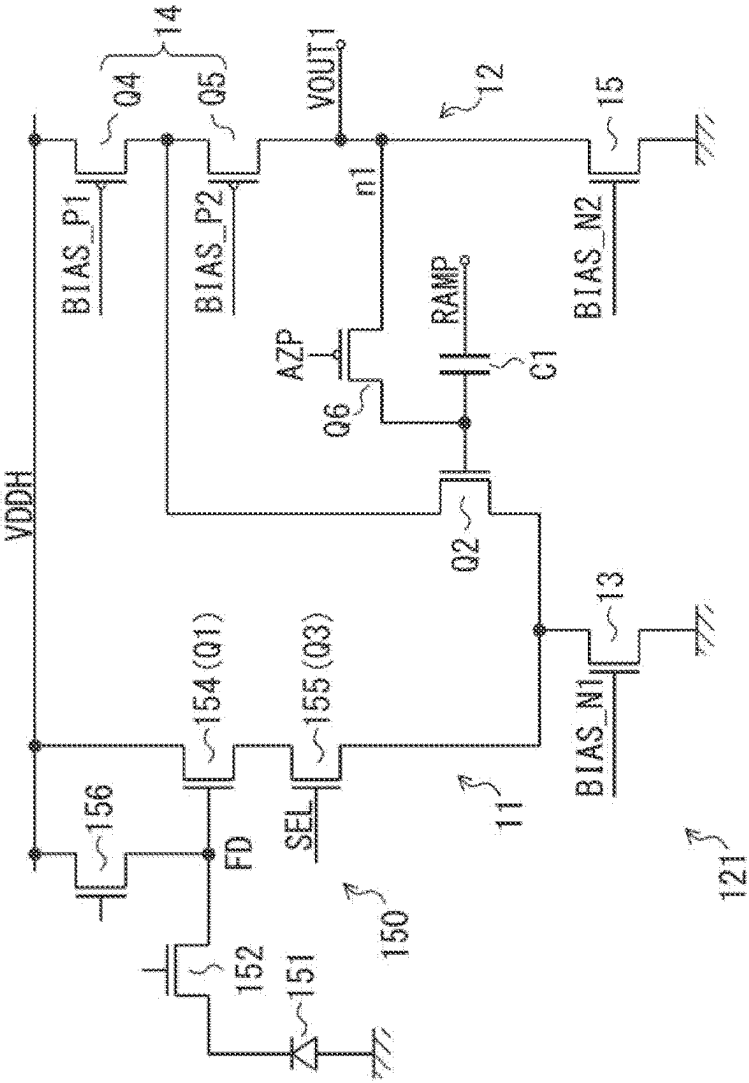 VDDH
156
FD
152
151
150
154(Q1)
SEL
155(Q3)
11
Q2
BIAS_N1
13
121
14
Q4
BIAS_P1
Q5
BIAS_P2
VOUT1
n1
12
AZP
Q6
RAMP
C1
15
BIAS_N2